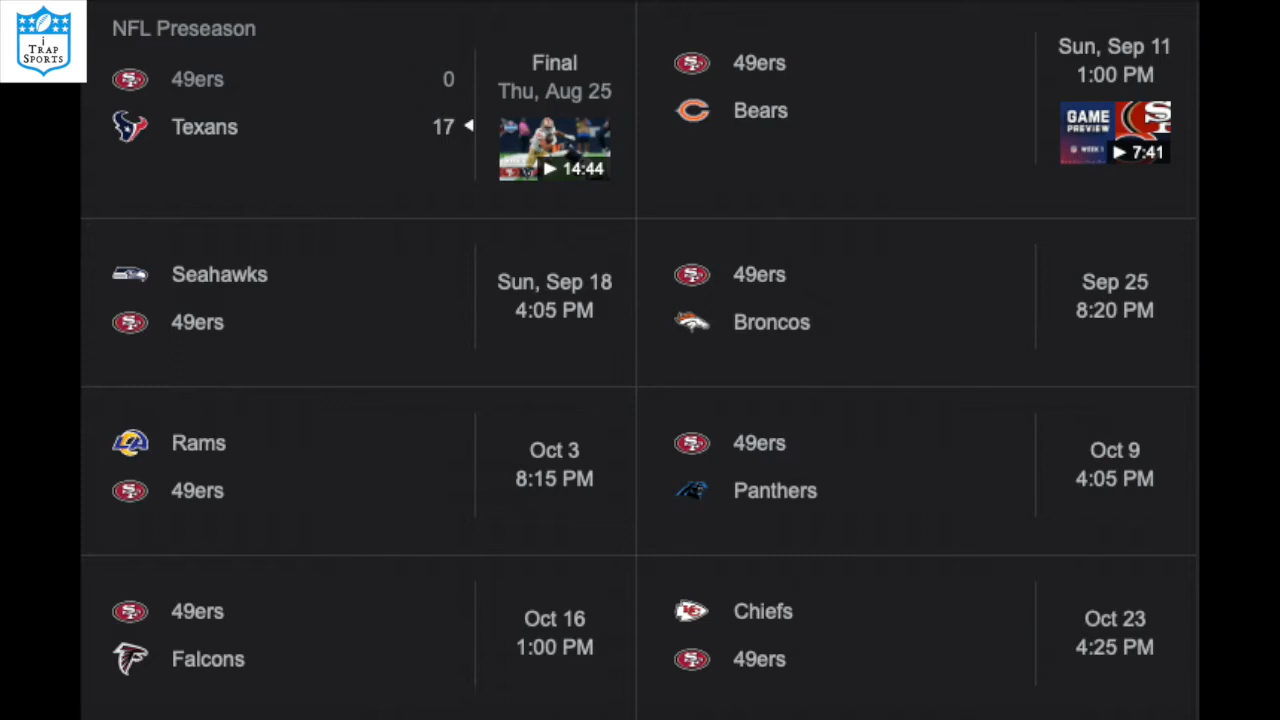 i
TRAP
SPORTS
NFL Preseason
49ers 0
Texans 17
Final
Thu, Aug 25
14:44
49ers
Bears
Sun, Sep 11
1:00 PM
GAME
PREVIEW
WEEK 1
7:41
Seahawks
49ers
Sun, Sep 18
4:05 PM
49ers
Broncos
Sep 25
8:20 PM
Rams
49ers
Oct 3
8:15 PM
49ers
Panthers
Oct 9
4:05 PM
49ers
Falcons
Oct 16
1:00 PM
Chiefs
49ers
Oct 23
4:25 PM